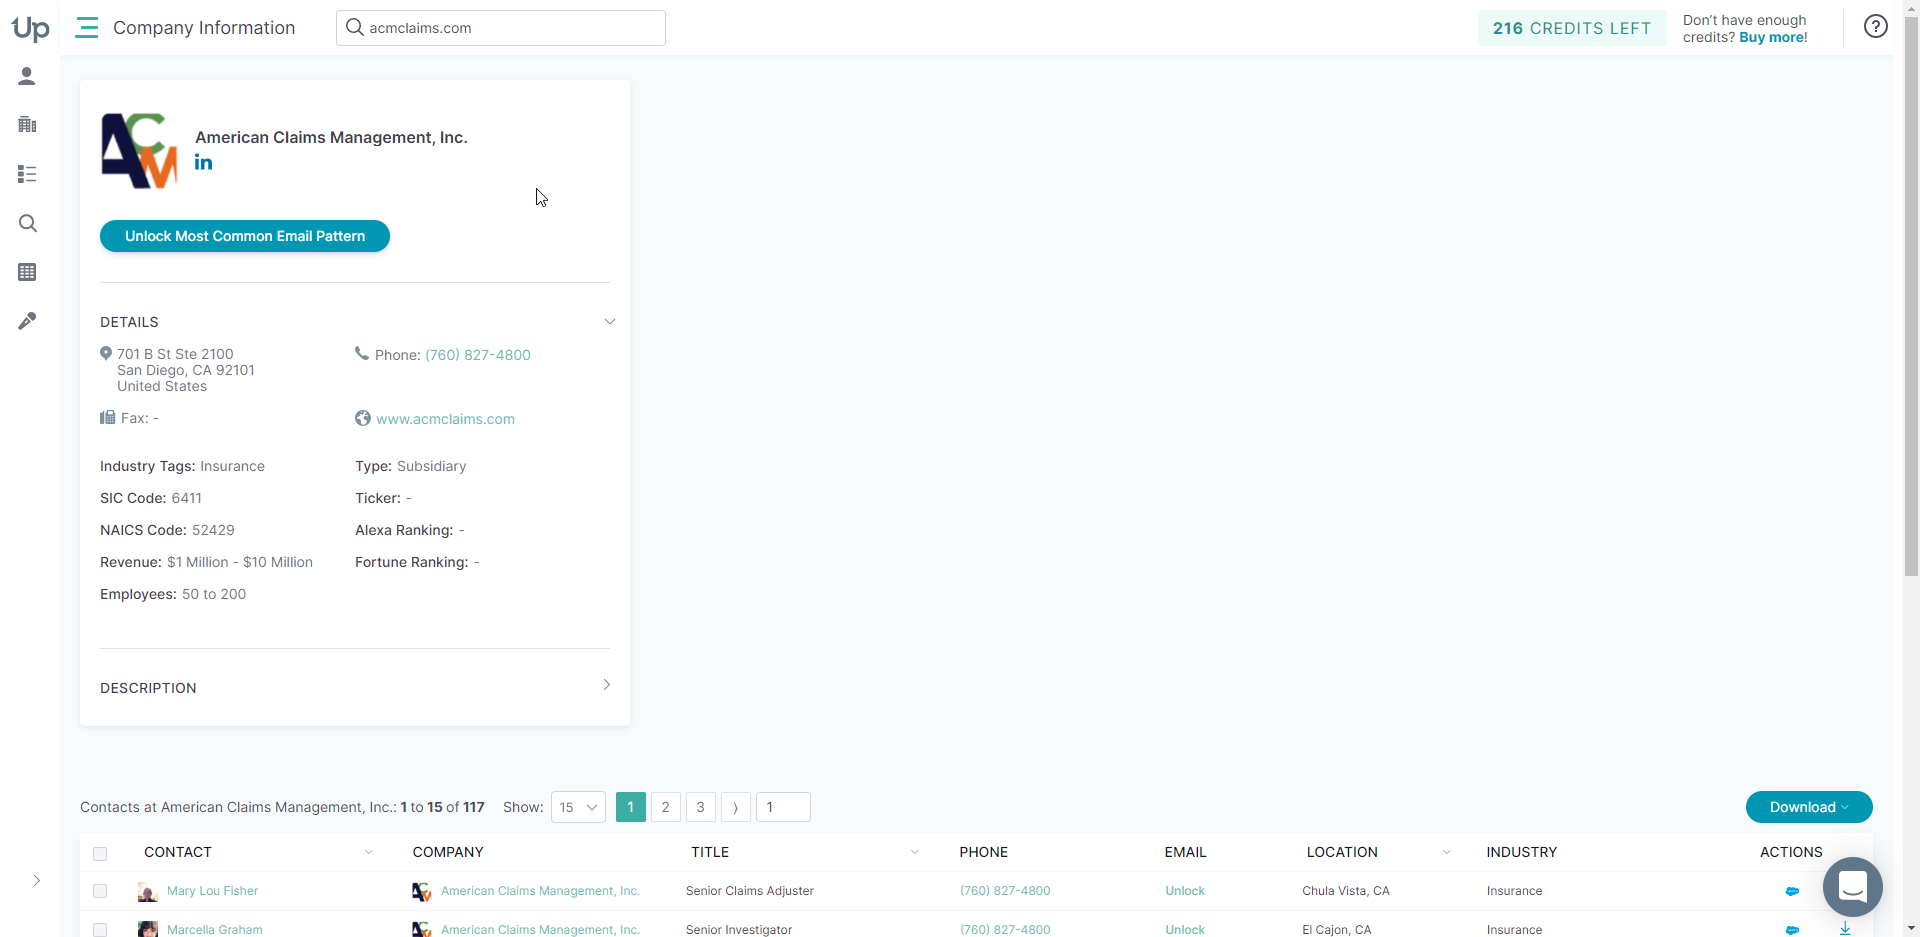 Up
Company Information
acmclaims.com
216 CREDITS LEFT
Don't have enough
credits? Buy more!
?
ACM
American Claims Management, Inc.
in
Unlock Most Common Email Pattern
DETAILS
701 B St Ste 2100
San Diego, CA 92101
United States
Phone: (760) 827-4800
Fax: -
www.acmclaims.com
Industry Tags: Insurance
Type: Subsidiary
SIC Code: 6411
Ticker: -
NAICS Code: 52429
Alexa Ranking: -
Revenue: $1 Million - $10 Million
Fortune Ranking: -
Employees: 50 to 200
DESCRIPTION
Contacts at American Claims Management, Inc.: 1 to 15 of 117 Show: 15 1 2 3 ⟩ 1
Download
CONTACT COMPANY TITLE PHONE EMAIL LOCATION INDUSTRY ACTIONS
Mary Lou Fisher ACM American Claims Management, Inc. Senior Claims Adjuster (760) 827-4800 Unlock Chula Vista, CA Insurance
Marcella Graham ACM American Claims Management, Inc. Senior Investigator (760) 827-4800 Unlock El Cajon, CA Insurance